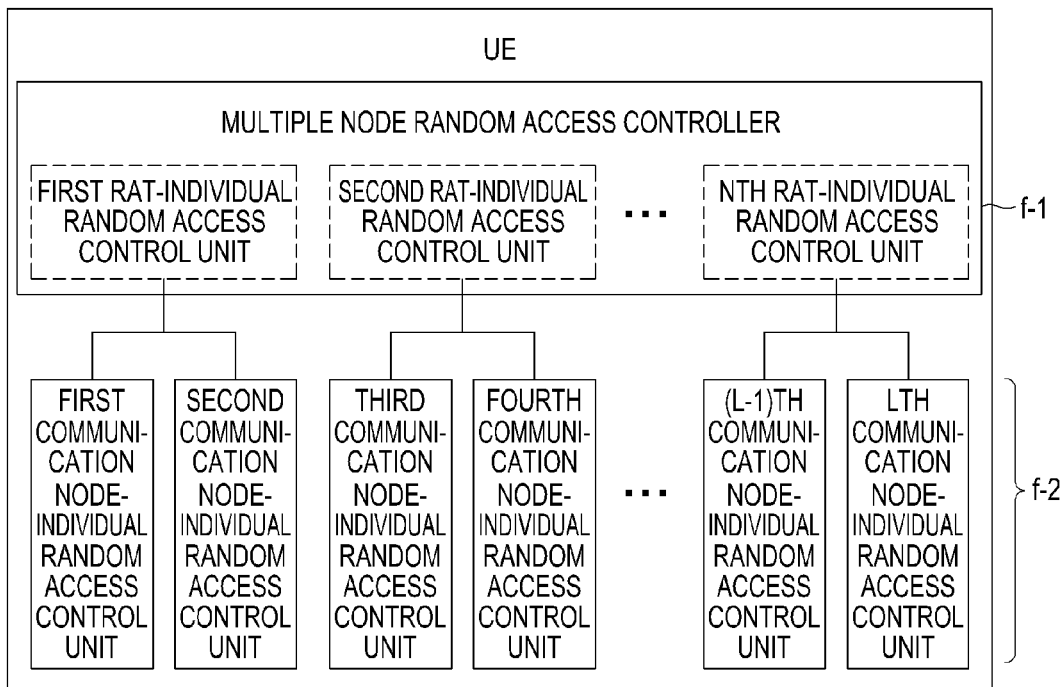 UE
MULTIPLE NODE RANDOM ACCESS CONTROLLER
FIRST RAT-INDIVIDUAL
RANDOM ACCESS
CONTROL UNIT
SECOND RAT-INDIVIDUAL
RANDOM ACCESS
CONTROL UNIT
...
NTH RAT-INDIVIDUAL
RANDOM ACCESS
CONTROL UNIT
f-1
FIRST
COMMUNI-
CATION
NODE-
INDIVIDUAL
RANDOM
ACCESS
CONTROL
UNIT
SECOND
COMMUNI-
CATION
NODE-
INDIVIDUAL
RANDOM
ACCESS
CONTROL
UNIT
THIRD
COMMUNI-
CATION
NODE-
INDIVIDUAL
RANDOM
ACCESS
CONTROL
UNIT
FOURTH
COMMUNI-
CATION
NODE-
INDIVIDUAL
RANDOM
ACCESS
CONTROL
UNIT
...
(L-1)TH
COMMUNI-
CATION
NODE-
INDIVIDUAL
RANDOM
ACCESS
CONTROL
UNIT
LTH
COMMUNI-
CATION
NODE-
INDIVIDUAL
RANDOM
ACCESS
CONTROL
UNIT
f-2